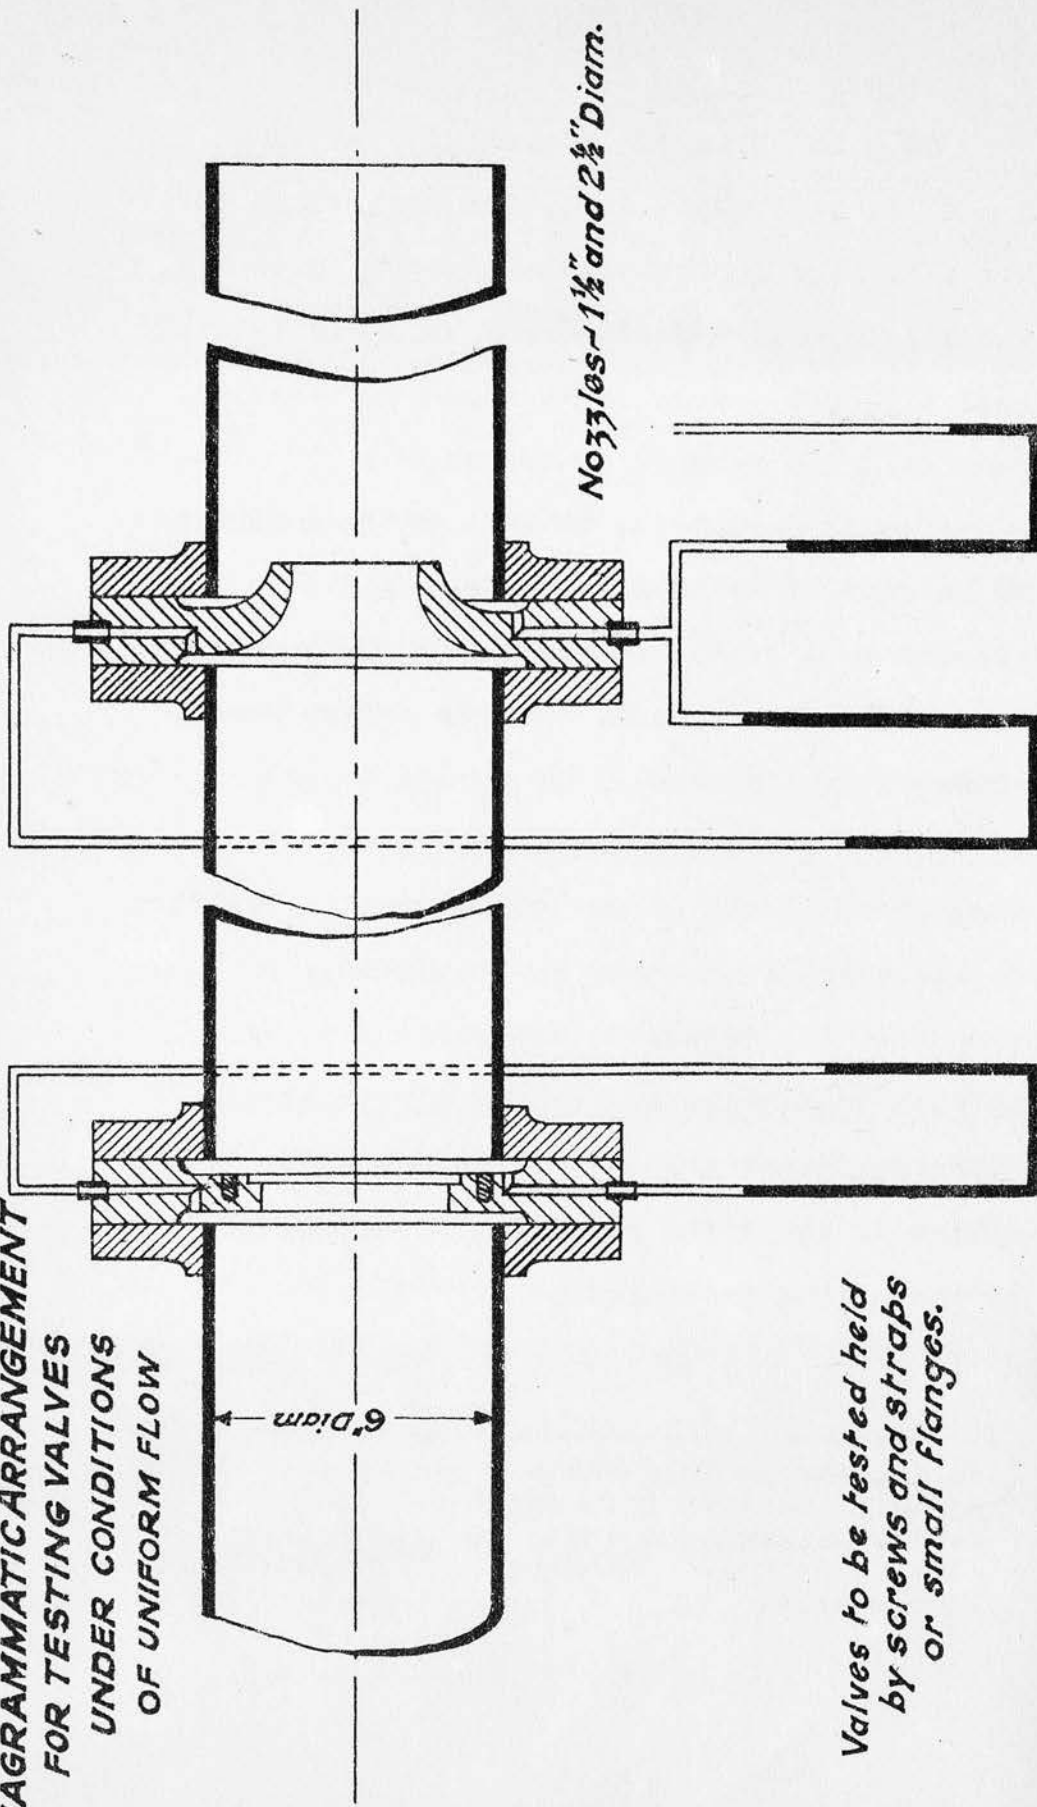 AGRAMMATIC ARRANGEMENT
FOR TESTING VALVES
UNDER CONDITIONS
OF UNIFORM FLOW
6" Diam
Nozzles-1½" and 2½" Diam.
Valves to be tested held
by screws and straps
or small flanges.